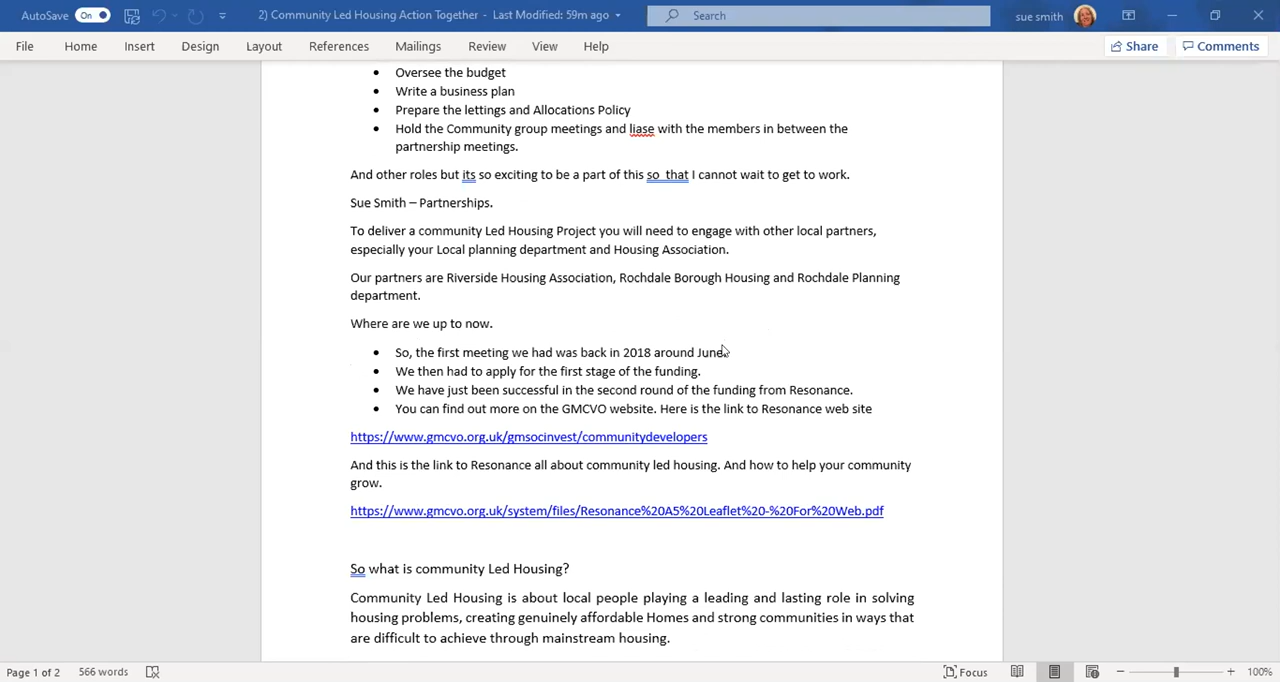 AutoSave On 2) Community Led Housing Action Together - Last Modified: 59m ago Search sue smith
File Home Insert Design Layout References Mailings Review View Help Share Comments
• Oversee the budget
• Write a business plan
• Prepare the lettings and Allocations Policy
• Hold the Community group meetings and liase with the members in between the
partnership meetings.
And other roles but its so exciting to be a part of this so  that I cannot wait to get to work.
Sue Smith – Partnerships.
To deliver a community Led Housing Project you will need to engage with other local partners,
especially your Local planning department and Housing Association.
Our partners are Riverside Housing Association, Rochdale Borough Housing and Rochdale Planning
department.
Where are we up to now.
• So, the first meeting we had was back in 2018 around June.
• We then had to apply for the first stage of the funding.
• We have just been successful in the second round of the funding from Resonance.
• You can find out more on the GMCVO website. Here is the link to Resonance web site
https://www.gmcvo.org.uk/gmsocinvest/communitydevelopers
And this is the link to Resonance all about community led housing. And how to help your community
grow.
https://www.gmcvo.org.uk/system/files/Resonance%20A5%20Leaflet%20-%20For%20Web.pdf
So what is community Led Housing?
Community Led Housing is about local people playing a leading and lasting role in solving
housing problems, creating genuinely affordable Homes and strong communities in ways that
are difficult to achieve through mainstream housing.
Page 1 of 2 566 words Focus 100%